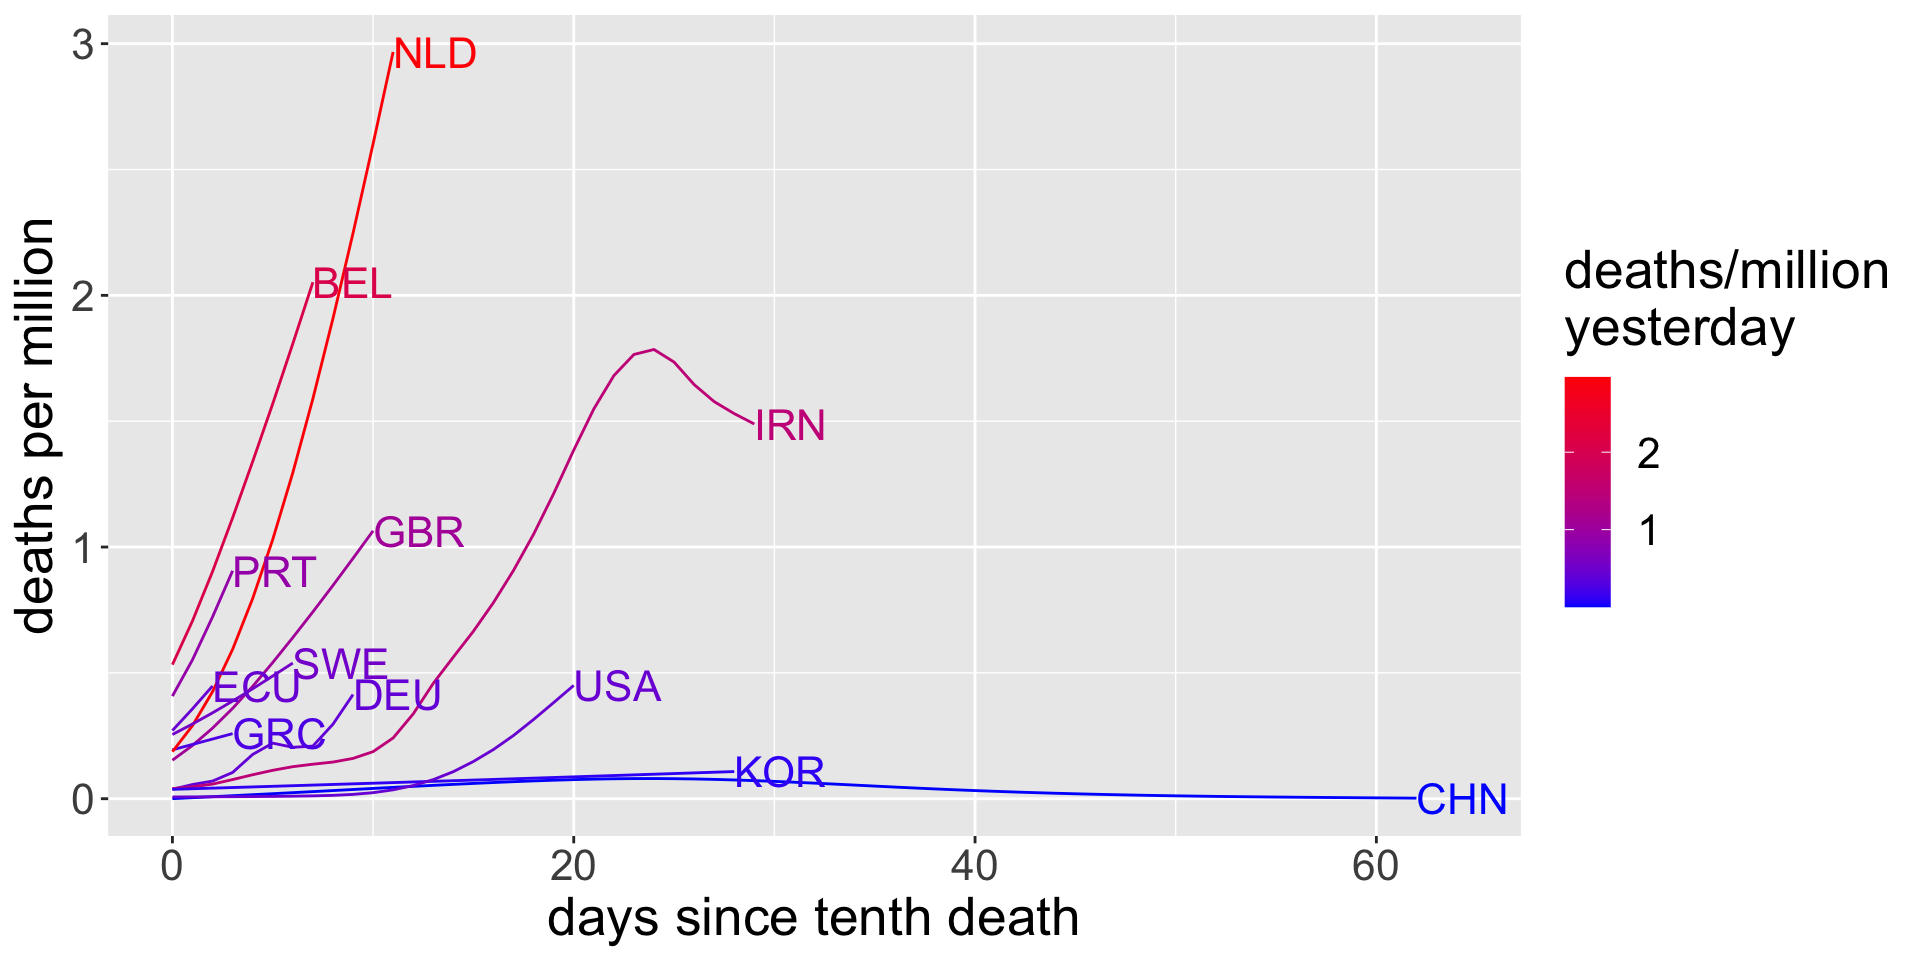 3
NLD
deaths/million
yesterday
BEL
2
IRN
2
GBR
1
PRT
1
SWE
ECU
DEU
USA
GRC
KOR
0
CHN
0
20
40
60
days since tenth death
deaths per million